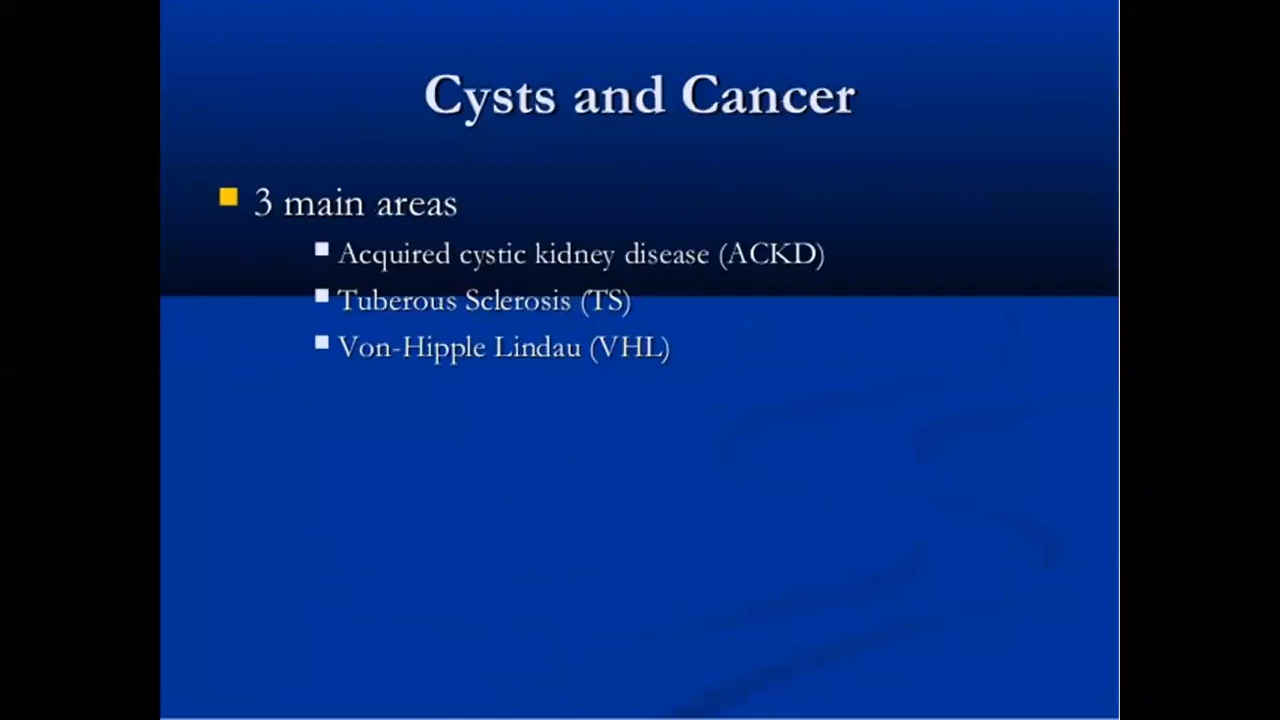 Cysts and Cancer
3 main areas
Acquired cystic kidney disease (ACKD)
Tuberous Sclerosis (TS)
Von-Hipple Lindau (VHL)